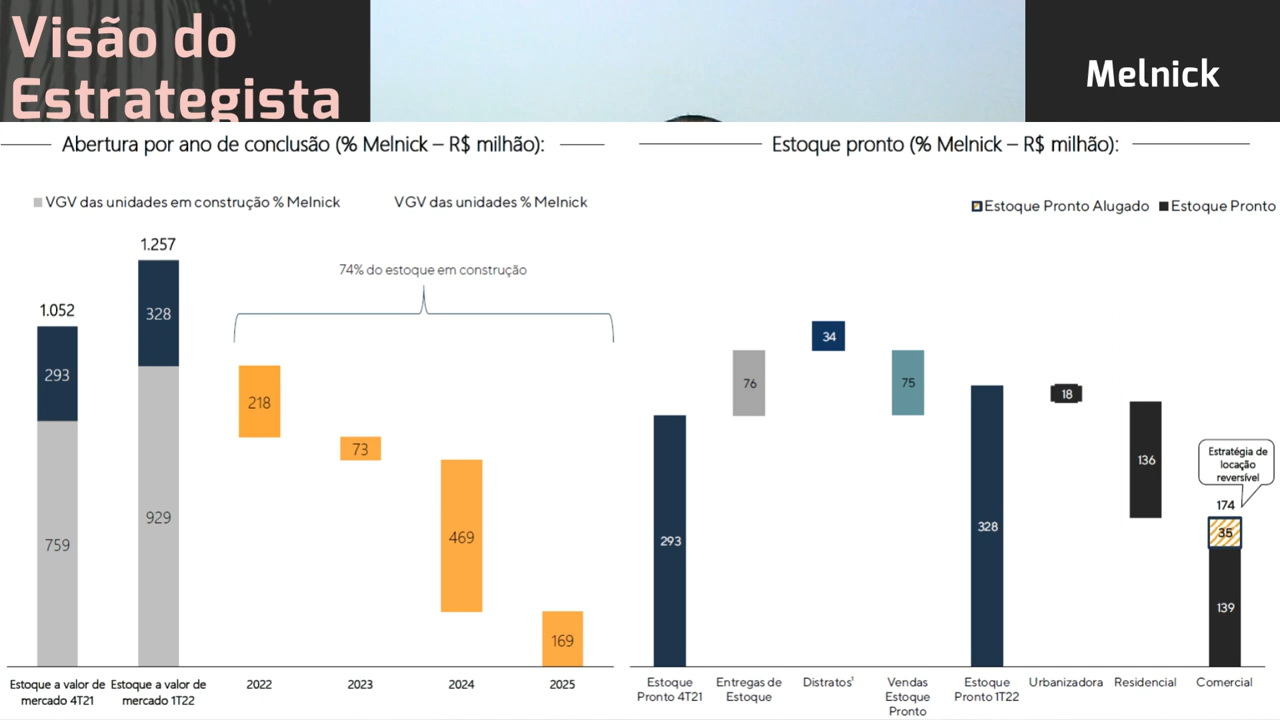 Visão do
Estrategista
Melnick
Abertura por ano de conclusão (% Melnick – R$ milhão):
VGV das unidades em construção % Melnick
VGV das unidades % Melnick
74% do estoque em construção
1.052
293
759
1.257
328
929
218
73
469
169
Estoque a valor de
mercado 4T21
Estoque a valor de
mercado 1T22
2022
2023
2024
2025
Estoque pronto (% Melnick – R$ milhão):
Estoque Pronto Alugado
Estoque Pronto
293
76
34
75
328
18
136
Estratégia de
locação
reversível
174
35
139
Estoque
Pronto 4T21
Entregas de
Estoque
Distratos¹
Vendas
Estoque
Pronto
Estoque
Pronto 1T22
Urbanizadora
Residencial
Comercial